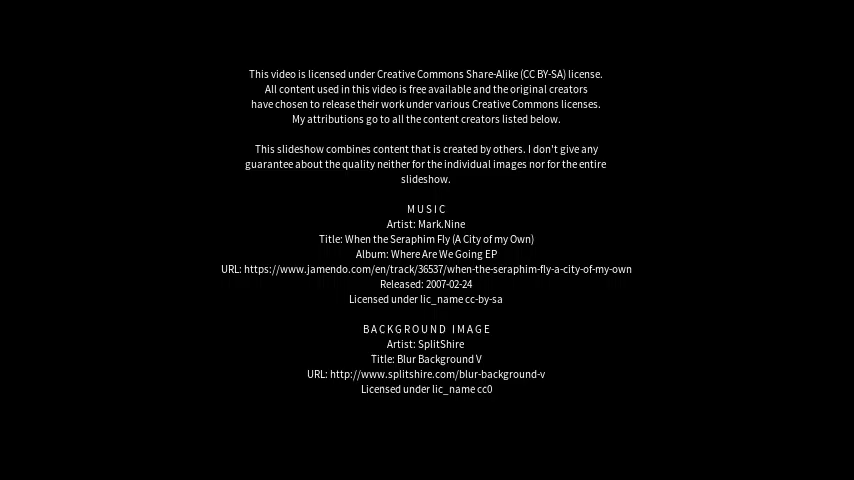 This video is licensed under Creative Commons Share-Alike (CC BY-SA) license.
All content used in this video is free available and the original creators
have chosen to release their work under various Creative Commons licenses.
My attributions go to all the content creators listed below.
This slideshow combines content that is created by others. I don't give any
guarantee about the quality neither for the individual images nor for the entire
slideshow.
MUSIC
Artist: Mark.Nine
Title: When the Seraphim Fly (A City of my Own)
Album: Where Are We Going EP
URL: https://www.jamendo.com/en/track/36537/when-the-seraphim-fly-a-city-of-my-own
Released: 2007-02-24
Licensed under lic_name cc-by-sa
BACKGROUND IMAGE
Artist: SplitShire
Title: Blur Background V
URL: http://www.splitshire.com/blur-background-v
Licensed under lic_name cc0